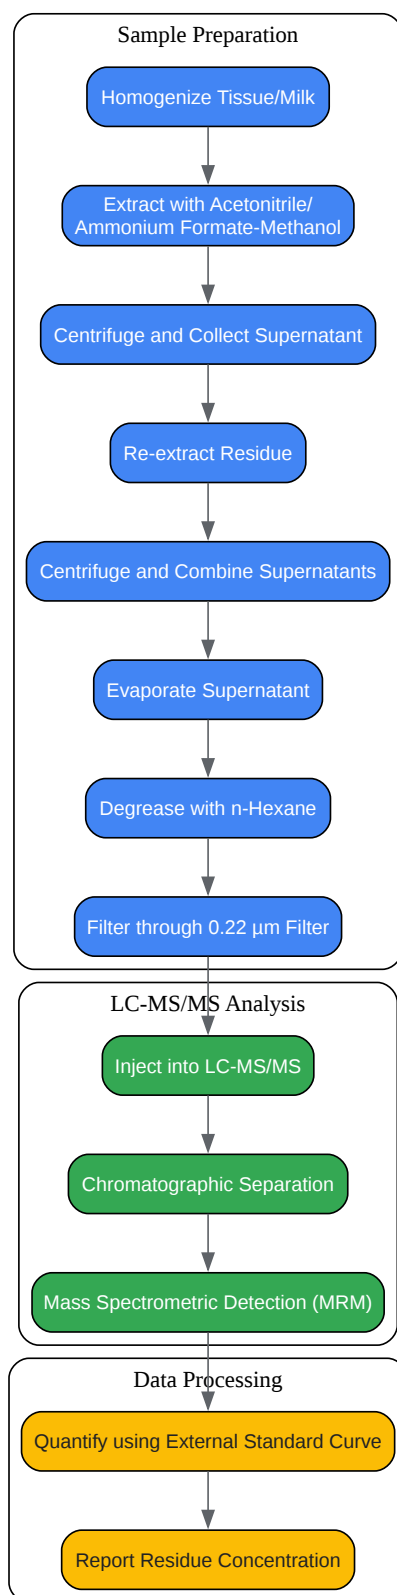 Sample Preparation
Homogenize Tissue/Milk
Extract with Acetonitrile/
Ammonium Formate-Methanol
Centrifuge and Collect Supernatant
Re-extract Residue
Centrifuge and Combine Supernatants
Evaporate Supernatant
Degrease with n-Hexane
Filter through 0.22 µm Filter
LC-MS/MS Analysis
Inject into LC-MS/MS
Chromatographic Separation
Mass Spectrometric Detection (MRM)
Data Processing
Quantify using External Standard Curve
Report Residue Concentration